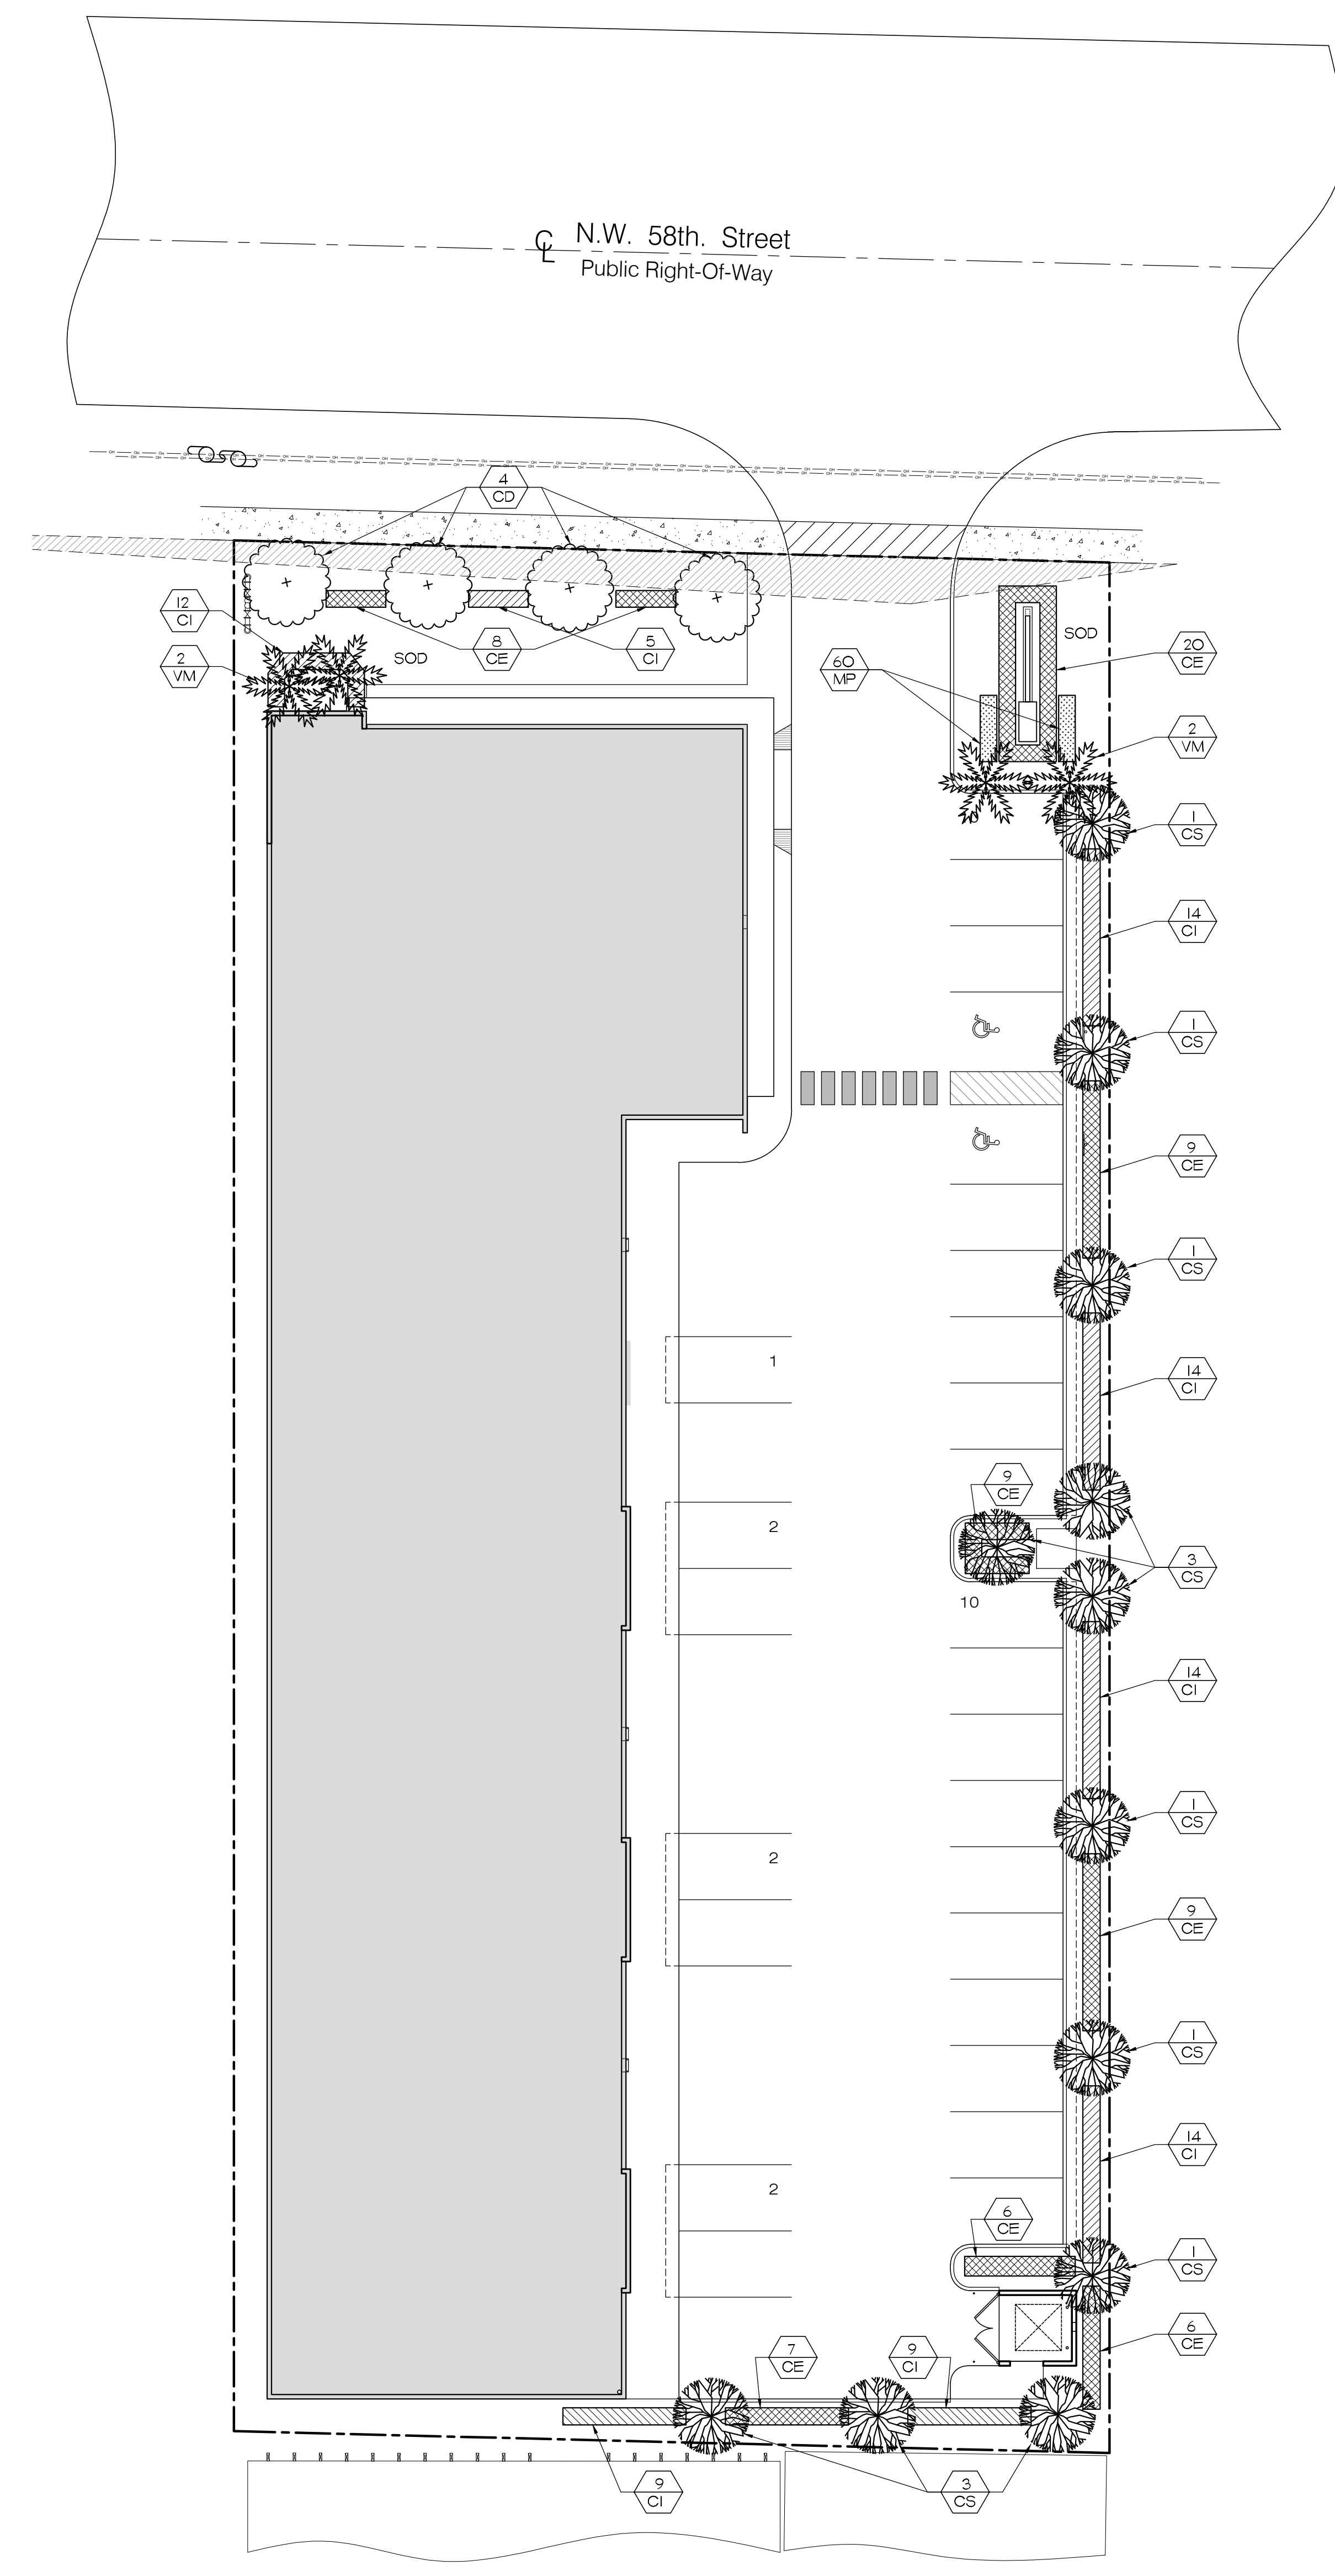 ℄ N.W. 58th. Street
Public Right-Of-Way
4
CD
12
CI
2
VM
SOD
8
CE
5
CI
60
MP
SOD
20
CE
2
VM
1
CS
14
CI
1
CS
9
CE
1
CS
1
14
CI
9
CE
2
3
CS
10
14
CI
1
CS
2
9
CE
1
CS
14
CI
2
6
CE
1
CS
6
CE
7
CE
9
CI
9
CI
3
CS